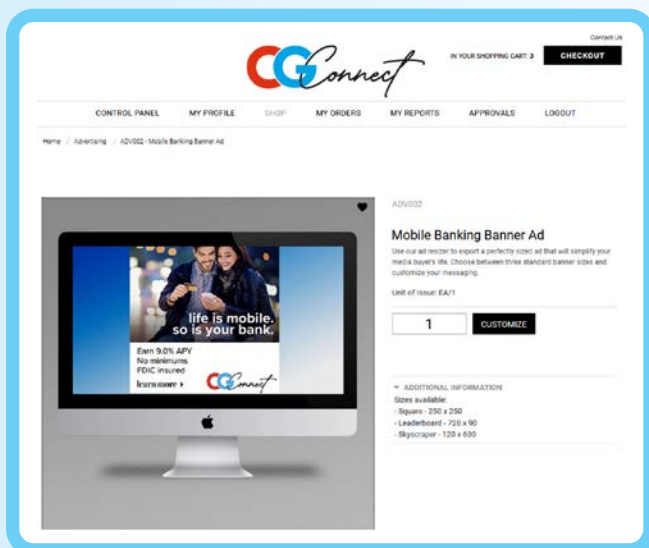 Contact Us
CG Connect
IN YOUR SHOPPING CART: 3
CHECKOUT
CONTROL PANEL MY PROFILE SHOP MY ORDERS MY REPORTS APPROVALS LOGOUT
Home / Advertising / ADV002 - Mobile Banking Banner Ad
ADV002
Mobile Banking Banner Ad
Use our ad resizer to export a perfectly sized ad that will simplify your
media buyer's life. Choose between three standard banner sizes and
customize your messaging.
Unit of Issue: EA/1
1
CUSTOMIZE
ADDITIONAL INFORMATION
Sizes available:
- Square - 250 x 250
- Leaderboard - 728 x 90
- Skyscraper - 120 x 600
life is mobile.
so is your bank.
Earn 9.0% APY
No minimums
FDIC insured
learn more
CG Connect